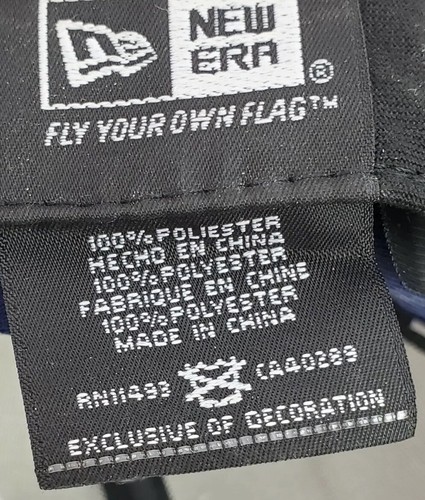 NEW
ERA®
FLY YOUR OWN FLAG™
100% POLIESTER
HECHO EN CHINA
100% POLYESTER
FABRIQUE EN CHINE
100% POLYESTER
MADE IN CHINA
RN11493 CA40289
EXCLUSIVE OF DECORATION